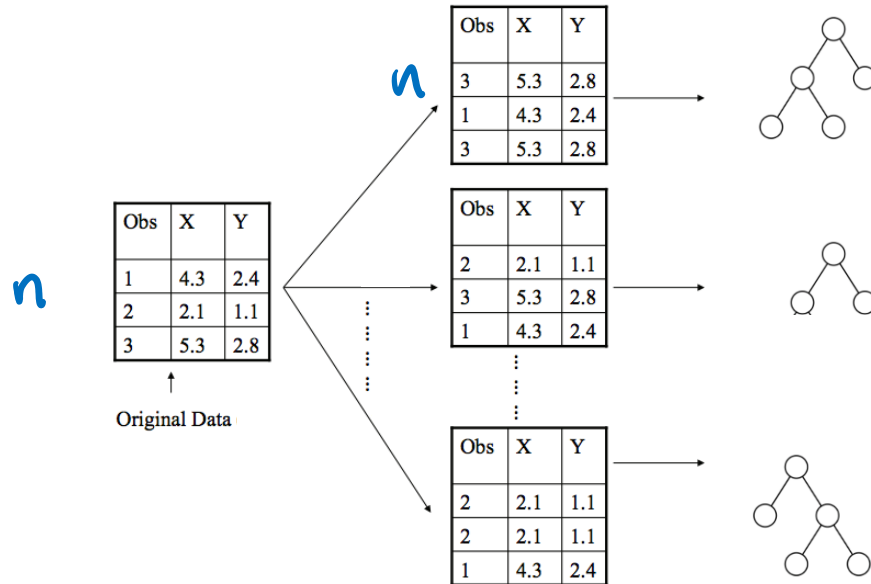 n
Obs X Y
3 5.3 2.8
1 4.3 2.4
3 5.3 2.8
n
Obs X Y
1 4.3 2.4
2 2.1 1.1
3 5.3 2.8
Original Data
Obs X Y
2 2.1 1.1
3 5.3 2.8
1 4.3 2.4
Obs X Y
2 2.1 1.1
2 2.1 1.1
1 4.3 2.4